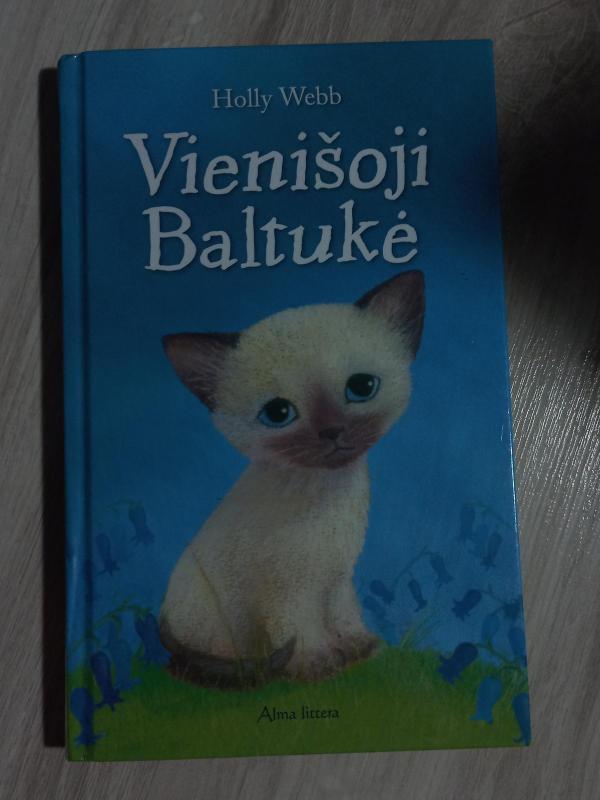 Holly Webb
Vienišoji
Baltukė
Alma littera